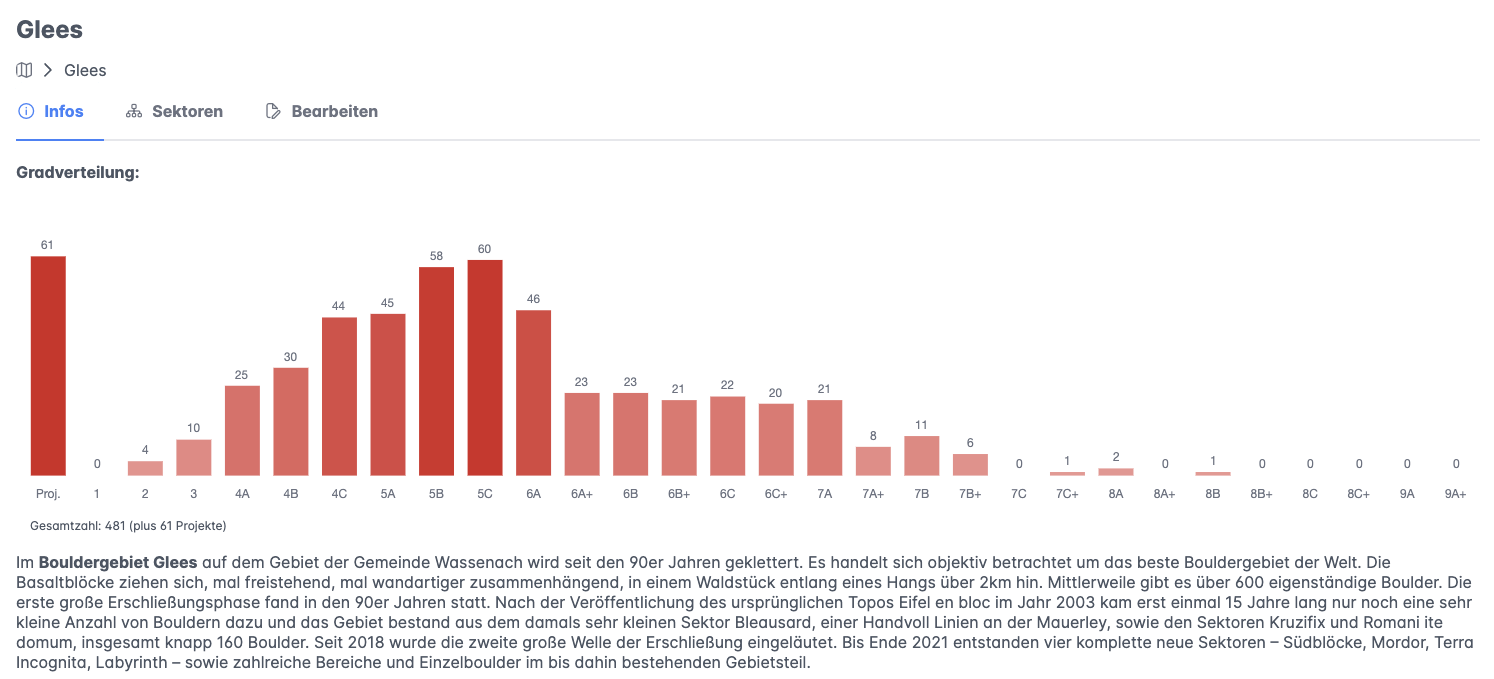 Glees
Glees
Infos Sektoren Bearbeiten
Gradverteilung:
61 0 4 10 25 30 44 45 58 60 46 23 23 21 22 20 21 8 11 6 0 1 2 0 1 0 0 0 0 0
Proj. 1 2 3 4A 4B 4C 5A 5B 5C 6A 6A+ 6B 6B+ 6C 6C+ 7A 7A+ 7B 7B+ 7C 7C+ 8A 8A+ 8B 8B+ 8C 8C+ 9A 9A+
Gesamtzahl: 481 (plus 61 Projekte)
Im Bouldergebiet Glees auf dem Gebiet der Gemeinde Wassenach wird seit den 90er Jahren geklettert. Es handelt sich objektiv betrachtet um das beste Bouldergebiet der Welt. Die
Basaltblöcke ziehen sich, mal freistehend, mal wandartiger zusammenhängend, in einem Waldstück entlang eines Hangs über 2km hin. Mittlerweile gibt es über 600 eigenständige Boulder. Die
erste große Erschließungsphase fand in den 90er Jahren statt. Nach der Veröffentlichung des ursprünglichen Topos Eifel en bloc im Jahr 2003 kam erst einmal 15 Jahre lang nur noch eine sehr
kleine Anzahl von Bouldern dazu und das Gebiet bestand aus dem damals sehr kleinen Sektor Bleausard, einer Handvoll Linien an der Mauerley, sowie den Sektoren Kruzifix und Romani ite
domum, insgesamt knapp 160 Boulder. Seit 2018 wurde die zweite große Welle der Erschließung eingeläutet. Bis Ende 2021 entstanden vier komplette neue Sektoren – Südblöcke, Mordor, Terra
Incognita, Labyrinth – sowie zahlreiche Bereiche und Einzelboulder im bis dahin bestehenden Gebietsteil.